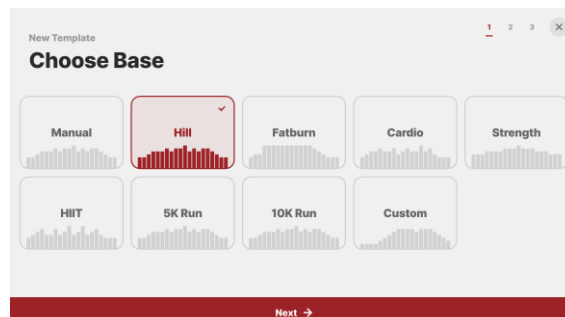 New Template
1 2 3
Choose Base
Manual
Hill
Fatburn
Cardio
Strength
HIIT
5K Run
10K Run
Custom
Next →